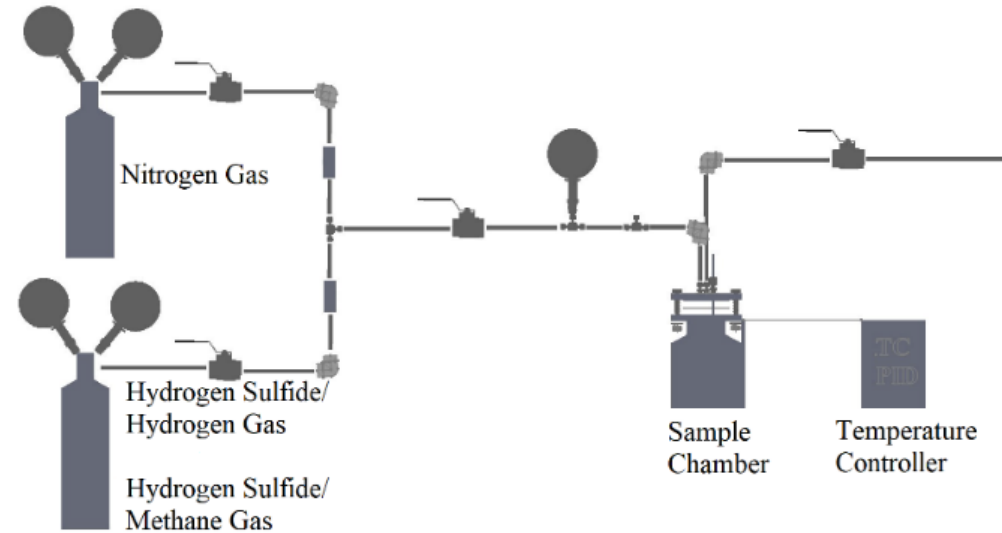 Nitrogen Gas
Hydrogen Sulfide/
Hydrogen Gas
Hydrogen Sulfide/
Methane Gas
TC
PID
Sample
Chamber
Temperature
Controller